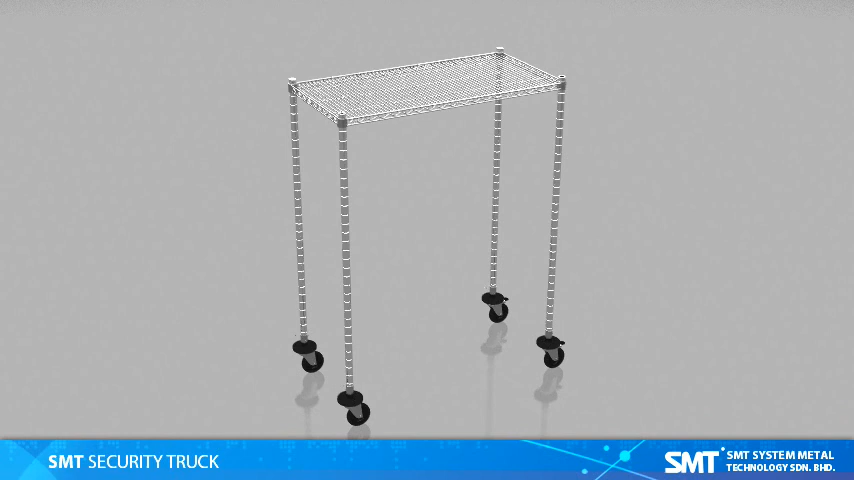 SMT SECURITY TRUCK
SMT
SMT SYSTEM METAL
TECHNOLOGY SDN. BHD.